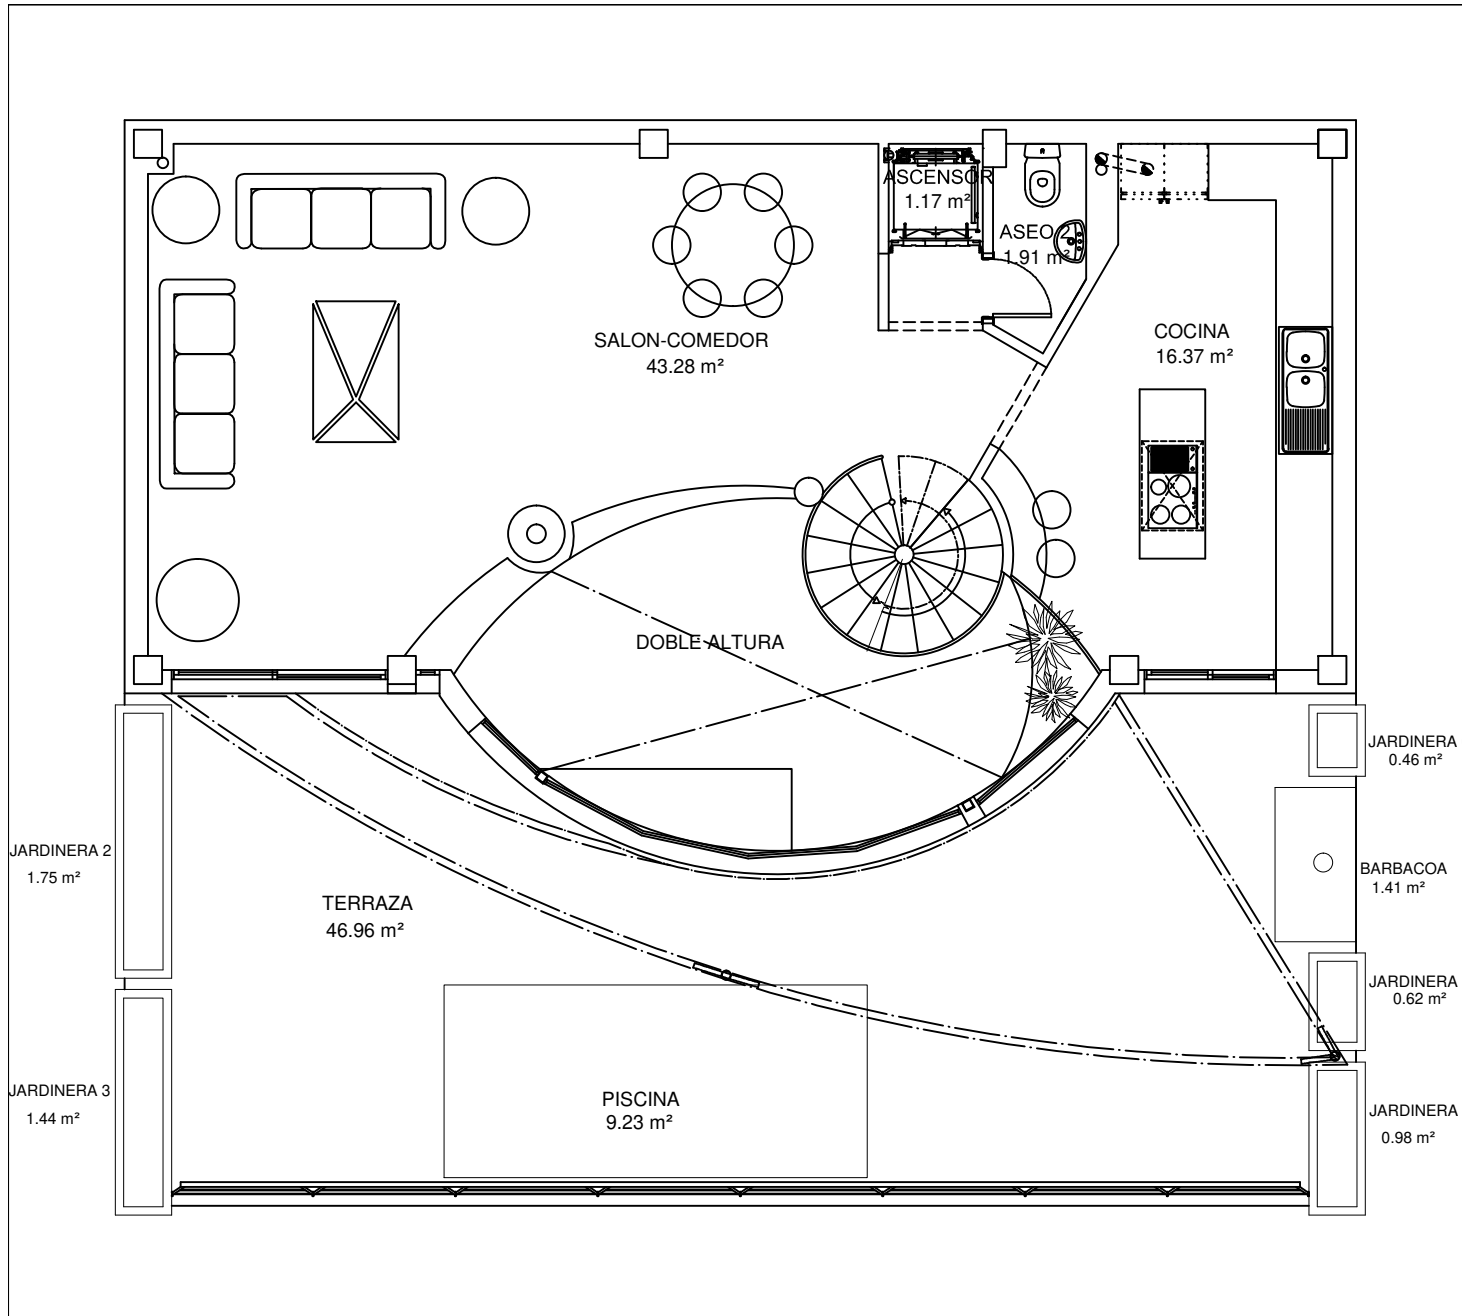 ASCENSOR
1.17 m²
ASEO 2
1.91 m²
SALON-COMEDOR
43.28 m²
COCINA
16.37 m²
DOBLE ALTURA
JARDINERA
0.46 m²
JARDINERA 2
1.75 m²
BARBACOA
1.41 m²
TERRAZA
46.96 m²
JARDINERA
0.62 m²
JARDINERA 3
1.44 m²
PISCINA
9.23 m²
JARDINERA
0.98 m²